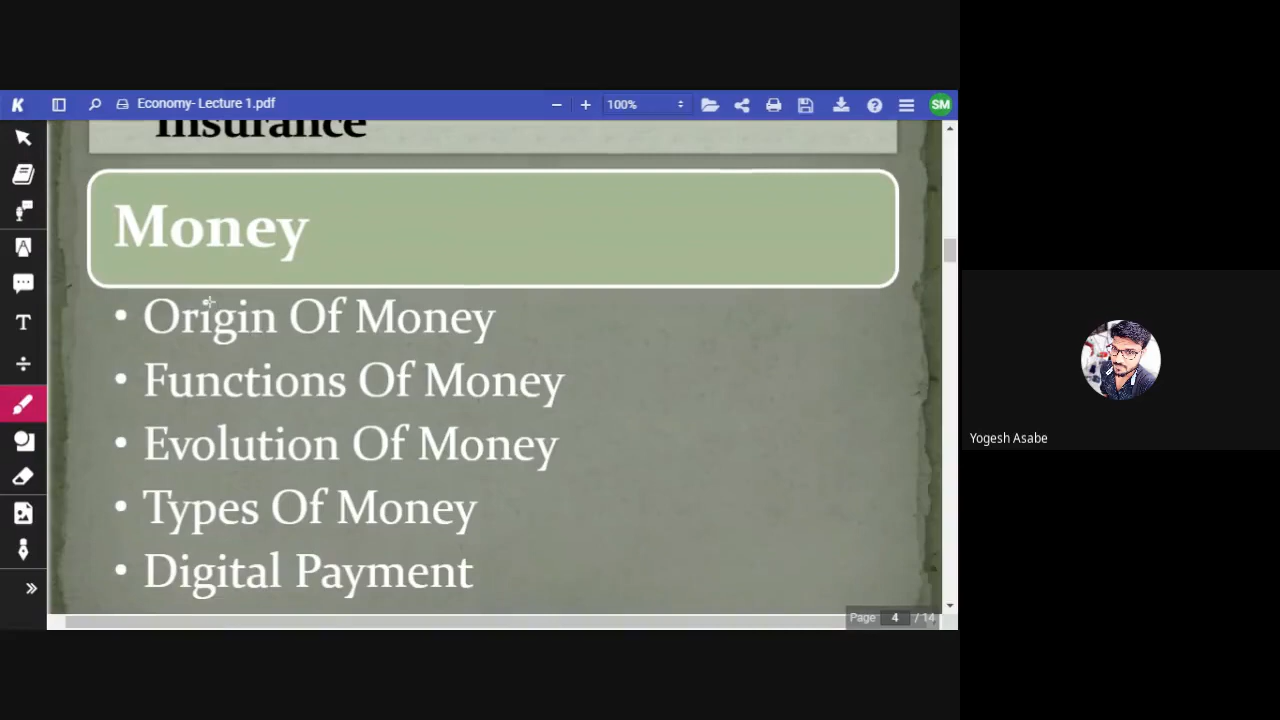 K
Economy- Lecture 1.pdf
100%
SM
Insurance
Money
• Origin Of Money
• Functions Of Money
• Evolution Of Money
• Types Of Money
• Digital Payment
Page 4 / 14
Yogesh Asabe